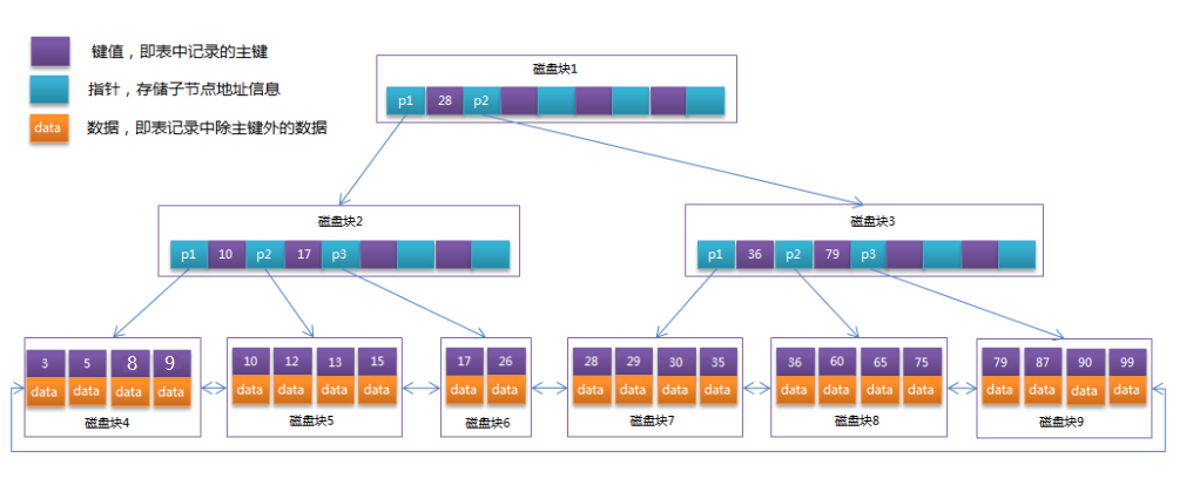 键值，即表中记录的主键
指针，存储子节点地址信息
data 数据，即表记录中除主键外的数据
磁盘块1
p1 28 p2
磁盘块2
p1 10 p2 17 p3
磁盘块3
p1 36 p2 79 p3
3 5 8 9
data data data data
磁盘块4
10 12 13 15
data data data data
磁盘块5
17 26
data data
磁盘块6
28 29 30 35
data data data data
磁盘块7
36 60 65 75
data data data data
磁盘块8
79 87 90 99
data data data data
磁盘块9